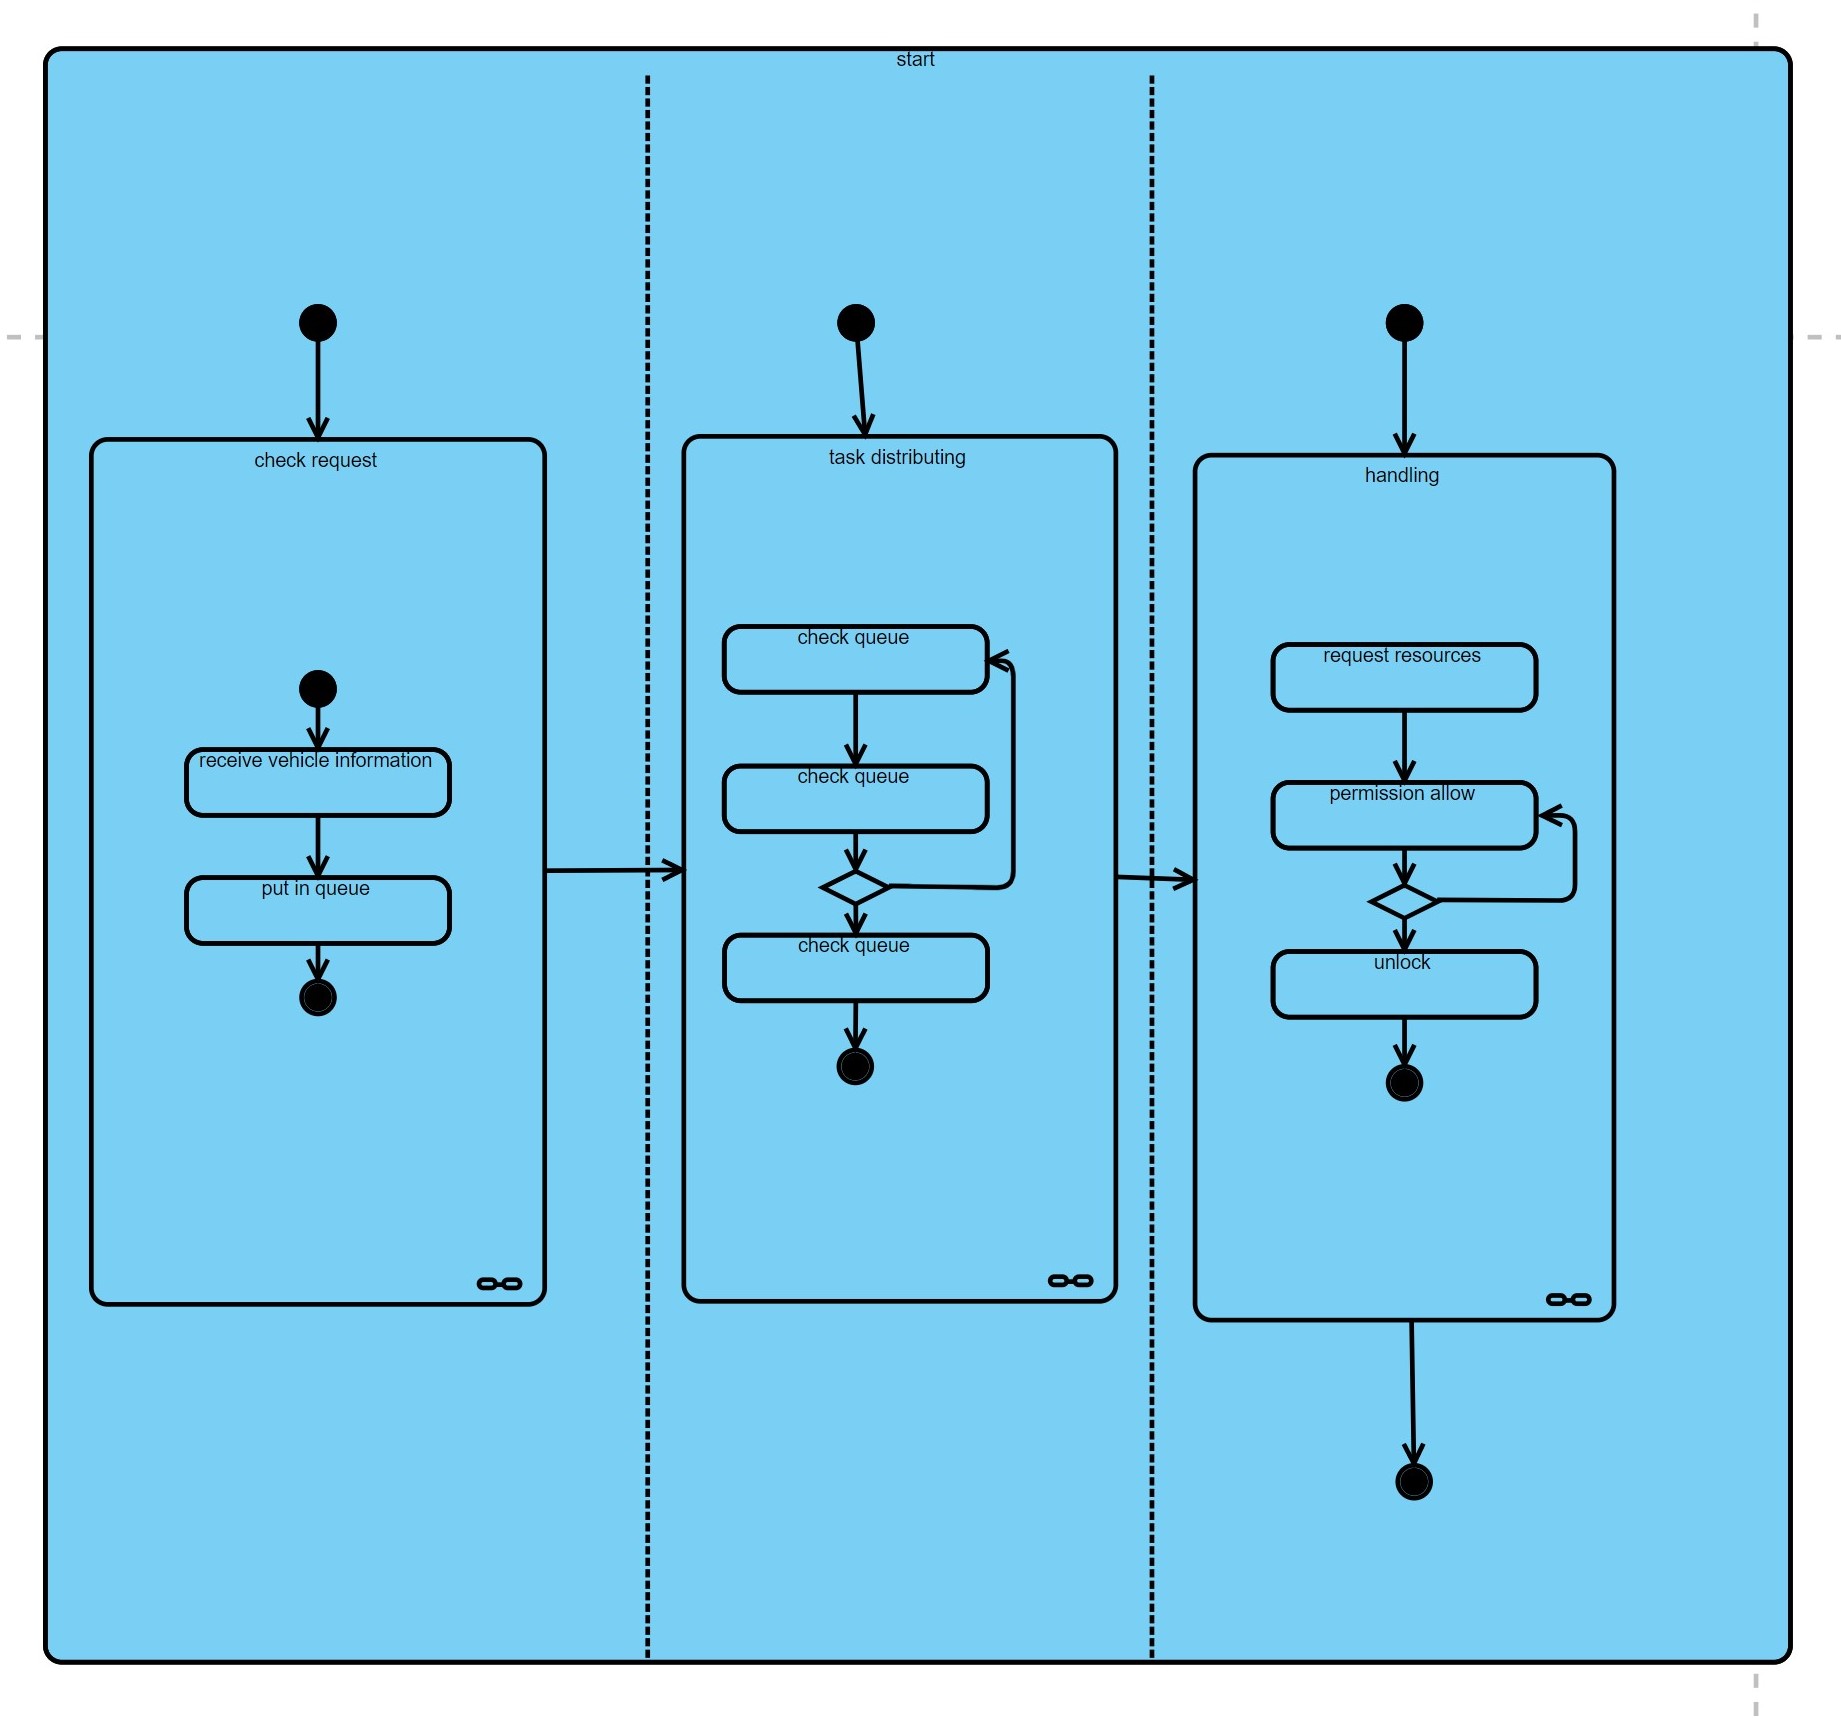 start
check request
receive vehicle information
put in queue
task distributing
check queue
check queue
check queue
handling
request resources
permission allow
unlock